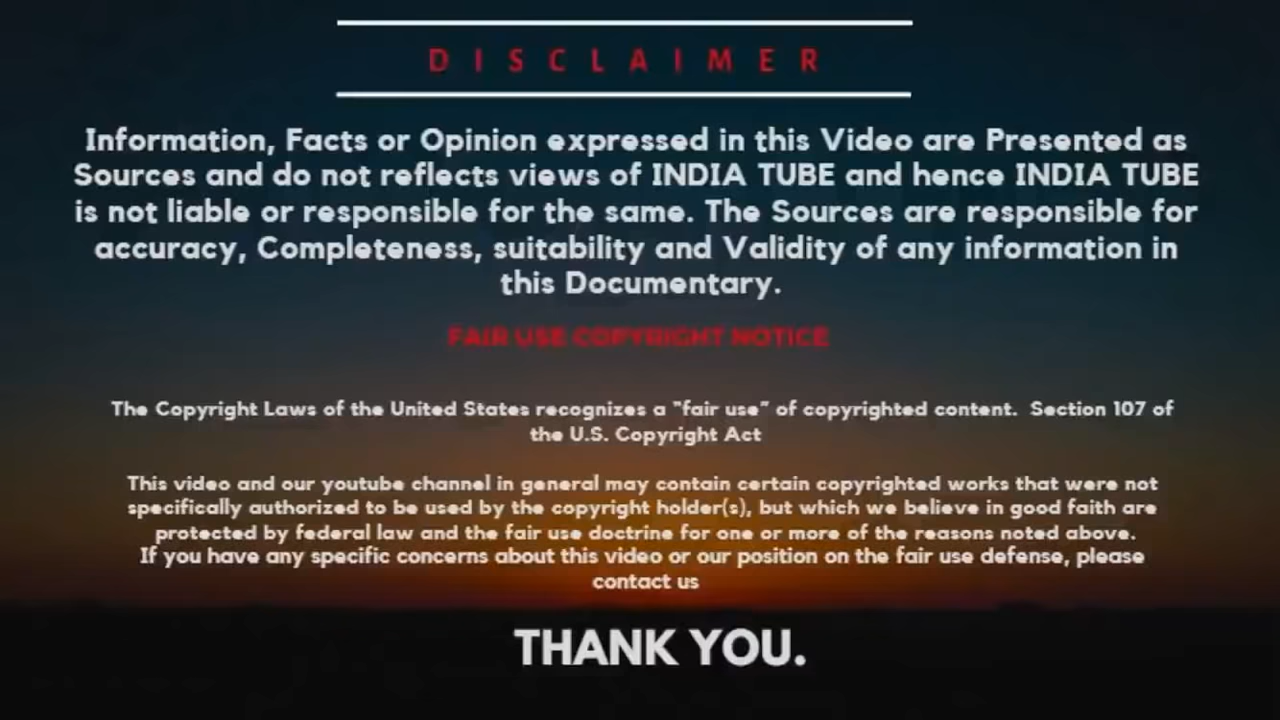 DISCLAIMER
Information, Facts or Opinion expressed in this Video are Presented as
Sources and do not reflects views of INDIA TUBE and hence INDIA TUBE
is not liable or responsible for the same. The Sources are responsible for
accuracy, Completeness, suitability and Validity of any information in
this Documentary.
FAIR USE COPYRIGHT NOTICE
The Copyright Laws of the United States recognizes a "fair use" of copyrighted content. Section 107 of
the U.S. Copyright Act
This video and our youtube channel in general may contain certain copyrighted works that were not
specifically authorized to be used by the copyright holder(s), but which we believe in good faith are
protected by federal law and the fair use doctrine for one or more of the reasons noted above.
If you have any specific concerns about this video or our position on the fair use defense, please
contact us
THANK YOU.